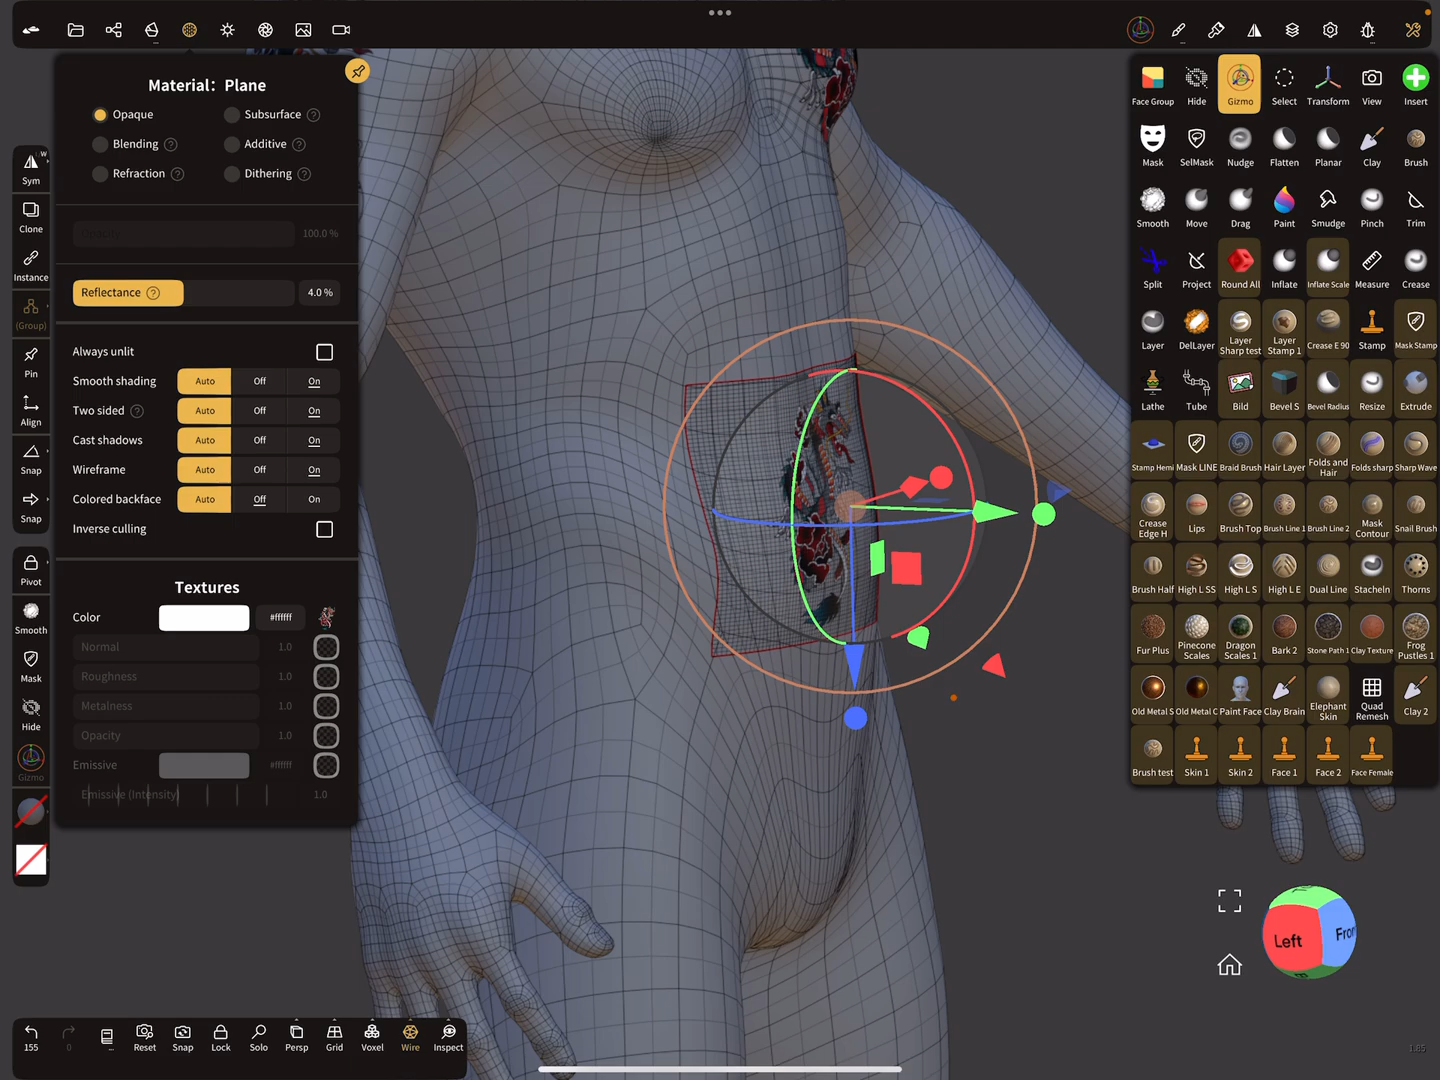 Material: Plane
Opaque
Subsurface ?
Blending ?
Additive ?
Refraction ?
Dithering ?
Opacity
100.0 %
Reflectance ?
4.0 %
Always unlit
Smooth shading Auto Off On
Two sided ? Auto Off On
Cast shadows Auto Off On
Wireframe Auto Off On
Colored backface Auto Off On
Inverse culling
Textures
Color #ffffff
Normal 1.0
Roughness 1.0
Metalness 1.0
Opacity 1.0
Emissive #ffffff
Emissive (Intensity) 1.0
W
Sym
Clone
Instance
(Group)
Pin
Align
Snap
Snap
Pivot
Smooth
Mask
Hide
Gizmo
Face Group Hide Gizmo Select Transform View Insert
Mask SelMask Nudge Flatten Planar Clay Brush
Smooth Move Drag Paint Smudge Pinch Trim
Split Project Round All Inflate Inflate Scale Measure Crease
Layer DelLayer Layer Sharp test Layer Stamp 1 Crease E 90 Stamp Mask Stamp
Lathe Tube Bild Bevel S Bevel Radius Resize Extrude
Stamp Hemi Mask LINE Braid Brush Hair Layer Folds and Hair Folds sharp Sharp Wave
Crease Edge H Lips Brush Top Brush Line 1 Brush Line 2 Mask Contour Snail Brush
Brush Half High L SS High L S High L E Dual Line Stacheln Thorns
Fur Plus Pinecone Scales Dragon Scales 1 Bark 2 Stone Path 1 Clay Texture Frog Pustles 1
Old Metal S Old Metal C Paint Face Clay Brain Elephant Skin Quad Remesh Clay 2
Brush test Skin 1 Skin 2 Face 1 Face 2 Face Female
Left
Fron
155 0 Reset Snap Lock Solo Persp Grid Voxel Wire Inspect
1.85